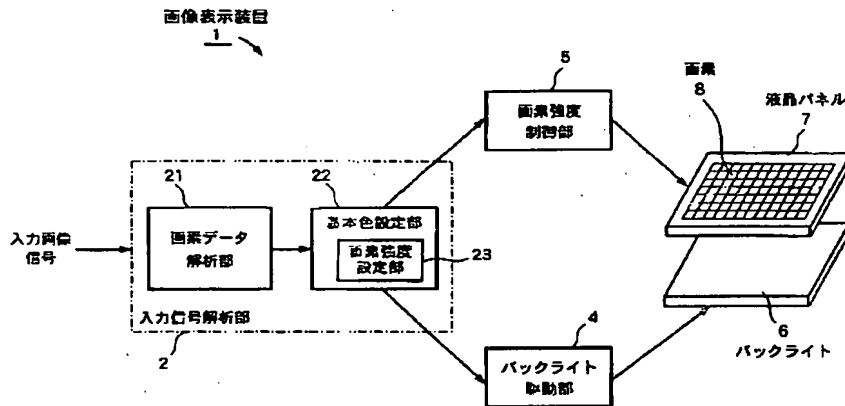 画像表示装置
1
5
画素強度
制御部
画素
8
液晶パネル
7
21
22
画素データ
解析部
基本色設定部
画素強度
設定部
23
入力画像
信号
入力信号解析部
2
4
バックライト
駆動部
6
バックライト